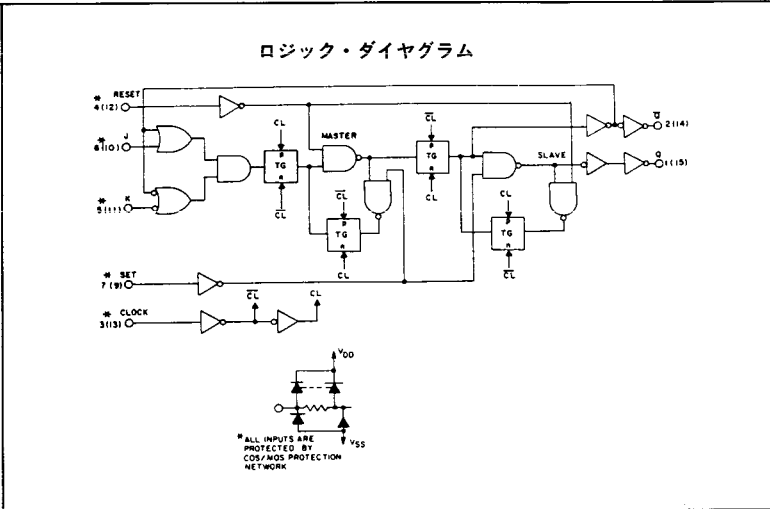 ロジック・ダイヤグラム
* RESET
4(12)
* J
6(10)
* K
5(11)
CL
P
TG
n
CL
MASTER
CL
P
TG
n
CL
CL
P
TG
n
CL
SLAVE
CL
P
TG
n
CL
Q
2(14)
Q
1(15)
* SET
7(9)
* CLOCK
3(13)
CL
CL
VDD
VSS
* ALL INPUTS ARE
PROTECTED BY
COS/MOS PROTECTION
NETWORK